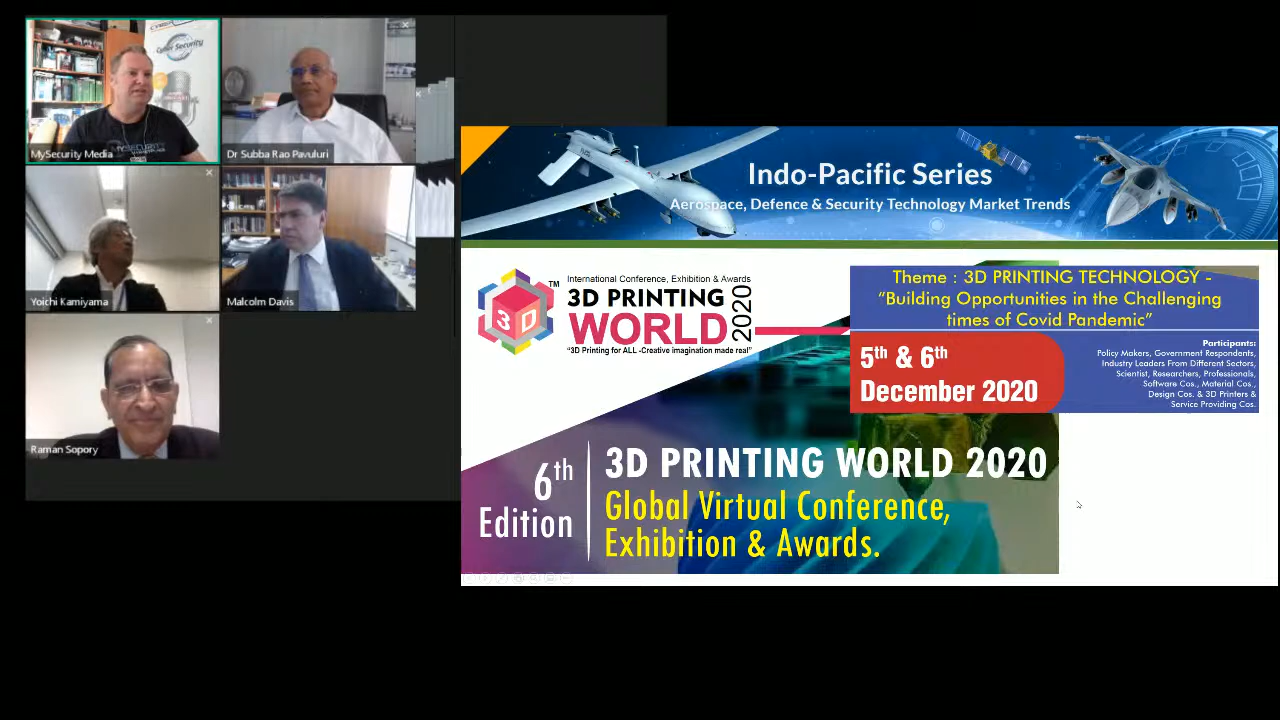 Cyber Security
MySecurity Media
Dr Subba Rao Pavuluri
Yoichi Kamiyama
Malcolm Davis
Raman Sopory
Indo-Pacific Series
Aerospace, Defence & Security Technology Market Trends
International Conference, Exhibition & Awards
3D PRINTING
WORLD
2020
TM
3D
"3D Printing for ALL -Creative imagination made real"
Theme : 3D PRINTING TECHNOLOGY -
"Building Opportunities in the Challenging
times of Covid Pandemic"
5th & 6th
December 2020
Participants:
Policy Makers, Government Respondents,
Industry Leaders From Different Sectors,
Scientist, Researchers, Professionals,
Software Cos., Material Cos.,
Design Cos. & 3D Printers &
Service Providing Cos.
6th
Edition
3D PRINTING WORLD 2020
Global Virtual Conference,
Exhibition & Awards.